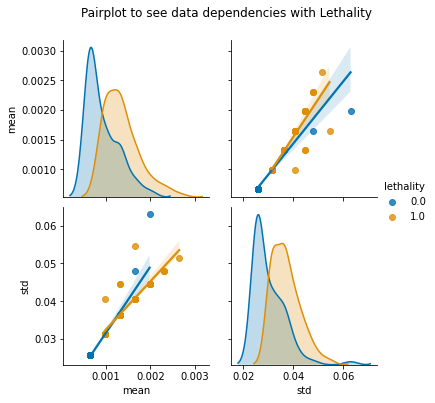 Pairplot to see data dependencies with Lethality
0.0030
0.0025
0.0020
0.0015
0.0010
mean
lethality
0.0
1.0
0.06
0.05
0.04
0.03
std
0.001 0.002 0.003
mean
0.02 0.04 0.06
std